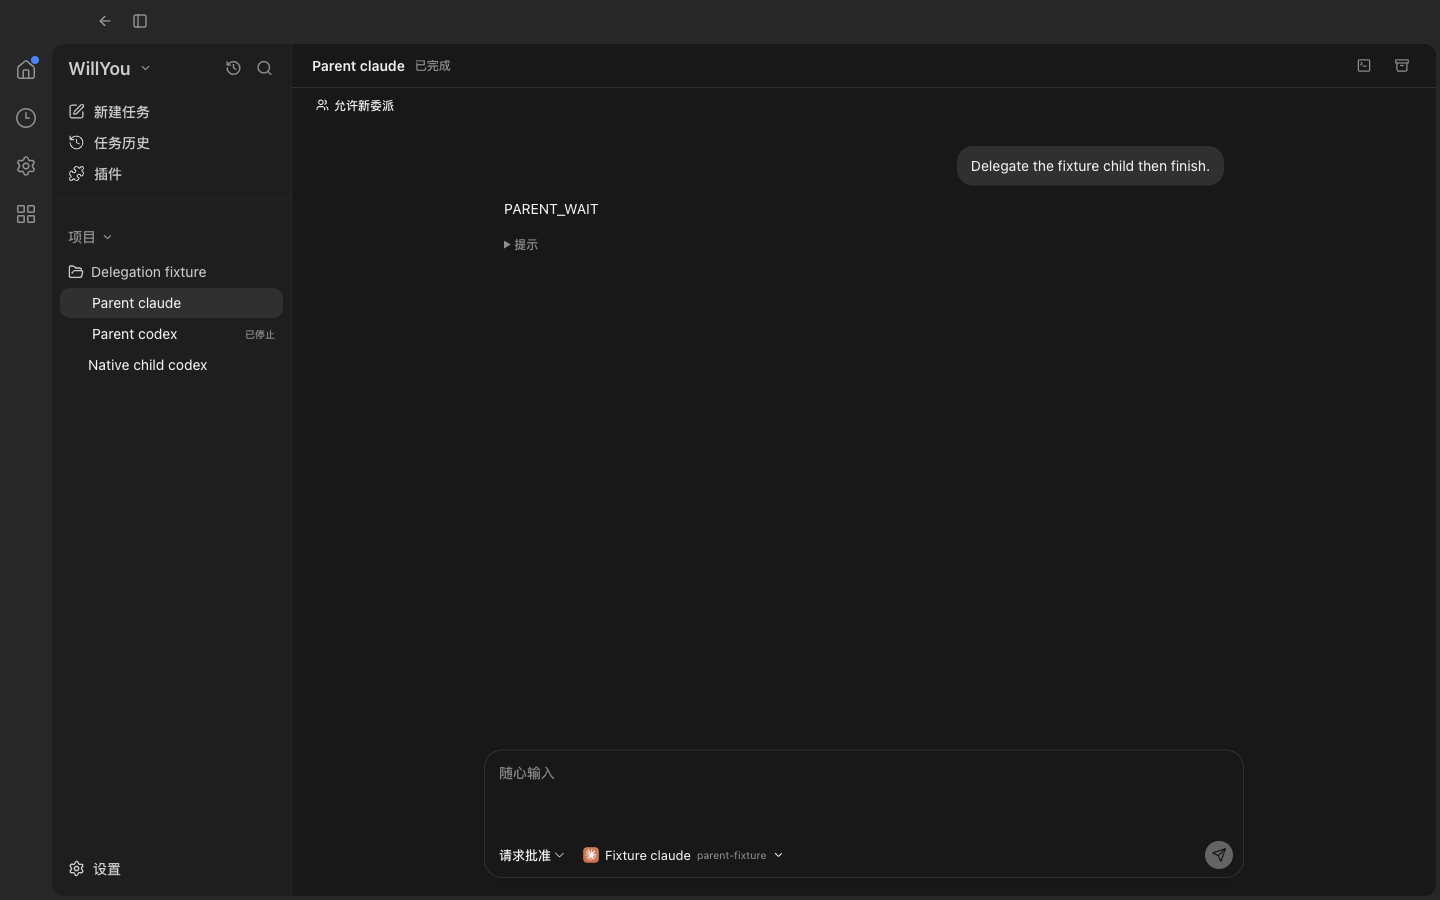 WillYou
新建任务
任务历史
插件
项目
Delegation fixture
Parent claude
Parent codex 已停止
Native child codex
设置
Parent claude 已完成
允许新委派
Delegate the fixture child then finish.
PARENT_WAIT
提示
随心输入
请求批准 Fixture claude parent-fixture